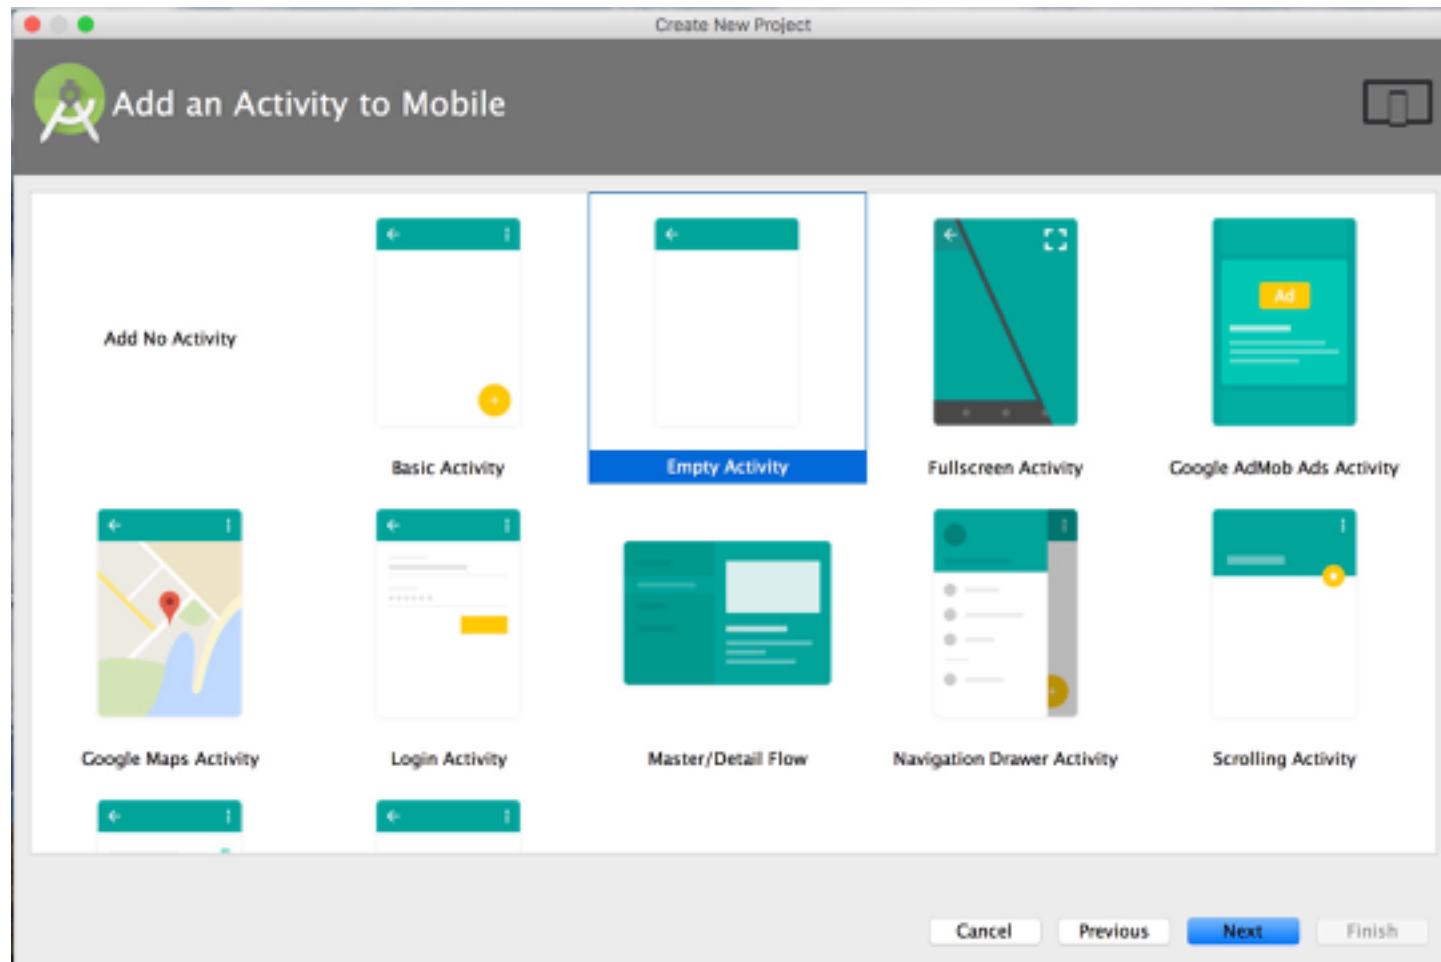 Create New Project
Add an Activity to Mobile
Add No Activity
Ad
Basic Activity
Empty Activity
Fullscreen Activity
Google AdMob Ads Activity
Google Maps Activity
Login Activity
Master/Detail Flow
Navigation Drawer Activity
Scrolling Activity
Cancel
Previous
Next
Finish